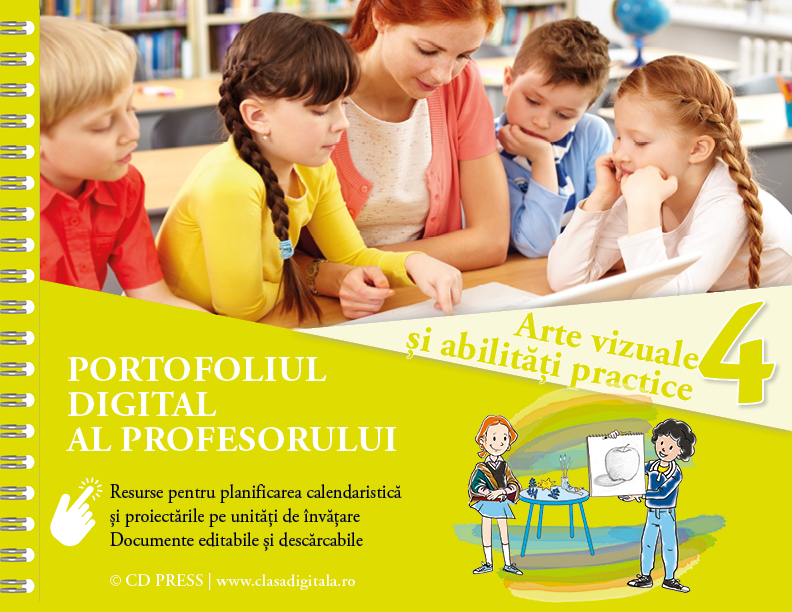 Arte vizuale
și abilități practice
4
PORTOFOLIUL
DIGITAL
AL PROFESORULUI
Resurse pentru planificarea calendaristică
și proiectările pe unități de învățare
Documente editabile și descărcabile
© CD PRESS | www.clasadigitala.ro